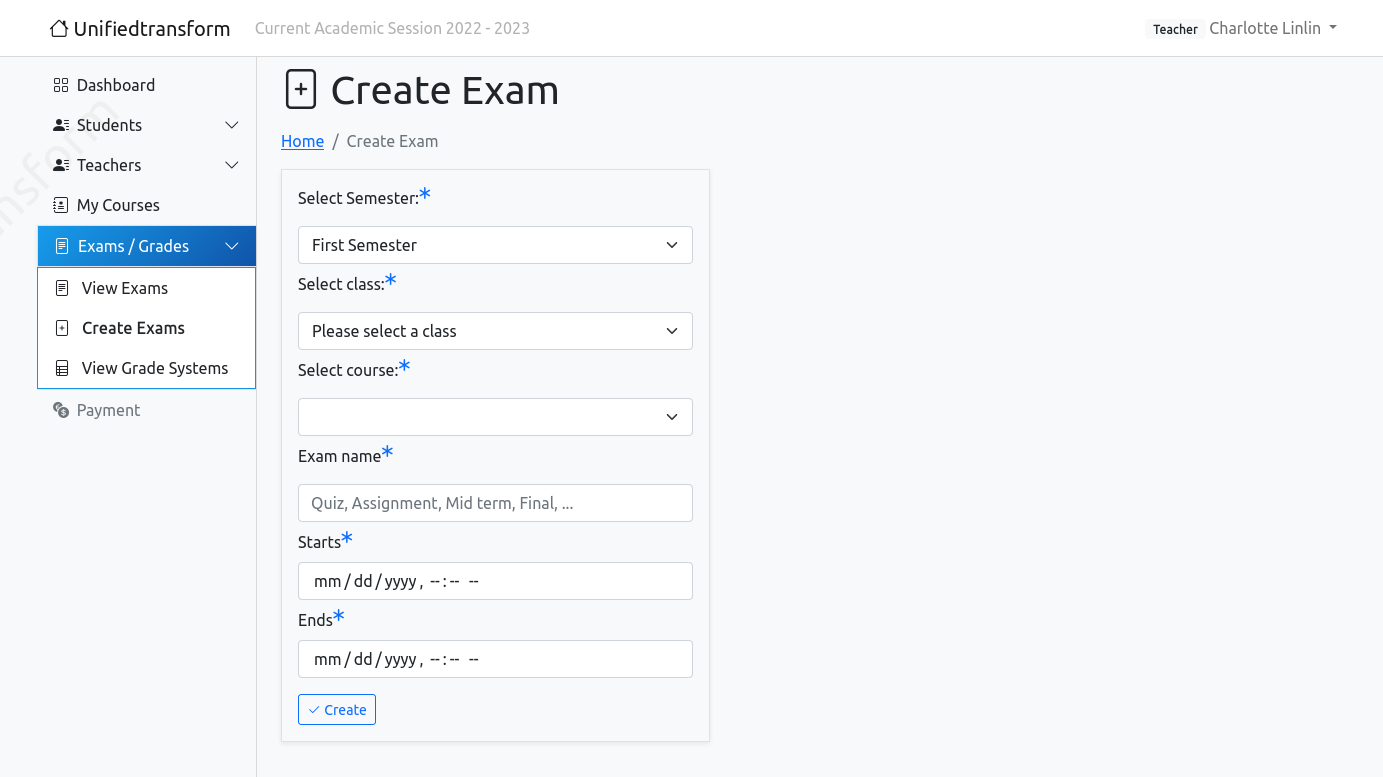 Unifiedtransform
Current Academic Session 2022 - 2023
Teacher Charlotte Linlin
Dashboard
Students
Teachers
My Courses
Exams / Grades
View Exams
Create Exams
View Grade Systems
Payment
Create Exam
Home / Create Exam
Select Semester:*
First Semester
Select class:*
Please select a class
Select course:*
Exam name*
Quiz, Assignment, Mid term, Final, ...
Starts*
mm/dd/yyyy, --:-- --
Ends*
mm/dd/yyyy, --:-- --
Create